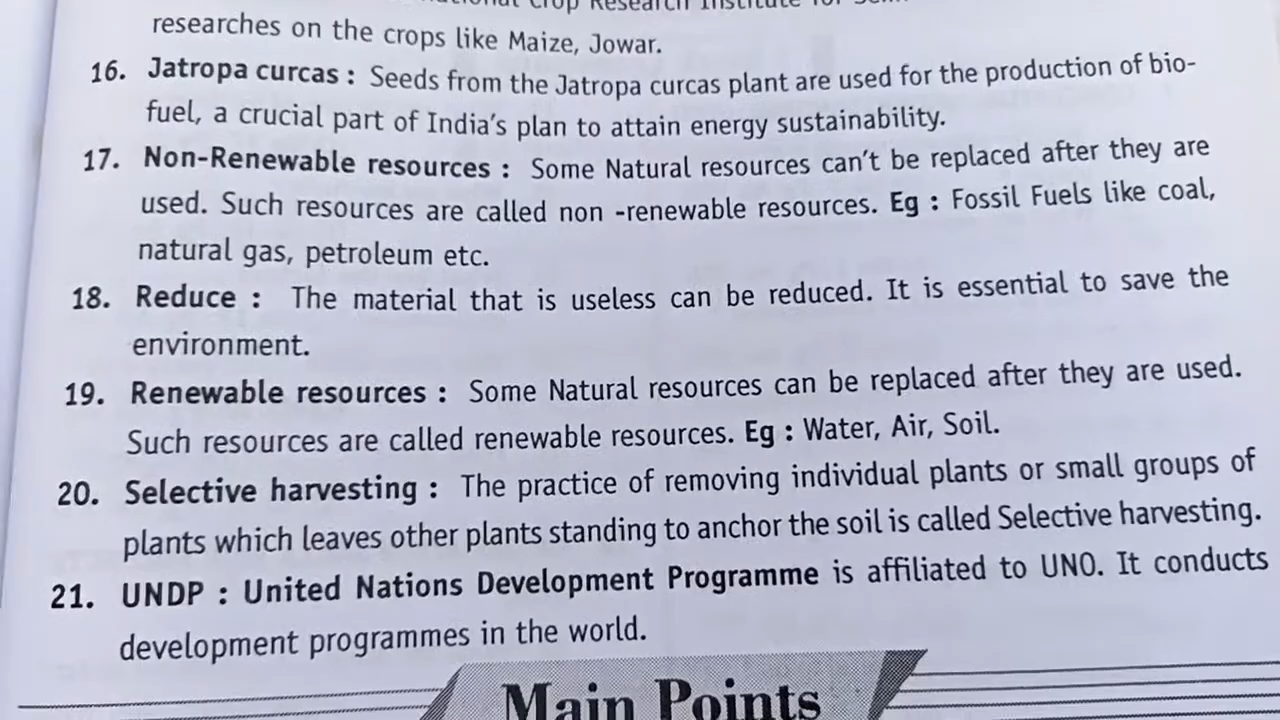 Crop Research Institute for
researches on the crops like Maize, Jowar.
16. Jatropa curcas : Seeds from the Jatropa curcas plant are used for the production of bio-
fuel, a crucial part of India's plan to attain energy sustainability.
17. Non-Renewable resources : Some Natural resources can't be replaced after they are
used. Such resources are called non -renewable resources. Eg : Fossil Fuels like coal,
natural gas, petroleum etc.
18. Reduce : The material that is useless can be reduced. It is essential to save the
environment.
19. Renewable resources : Some Natural resources can be replaced after they are used.
Such resources are called renewable resources. Eg : Water, Air, Soil.
20. Selective harvesting : The practice of removing individual plants or small groups of
plants which leaves other plants standing to anchor the soil is called Selective harvesting.
21. UNDP : United Nations Development Programme is affiliated to UNO. It conducts
development programmes in the world.
Main Points